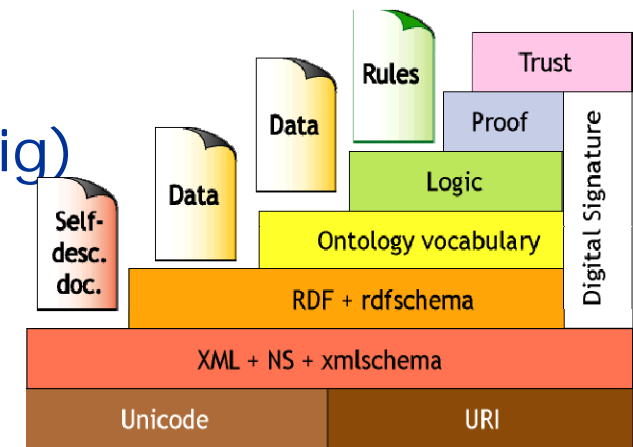 Rules
Trust
Data
Proof
ig)
Data
Logic
Digital Signature
Self-
desc.
doc.
Ontology vocabulary
RDF + rdfschema
XML + NS + xmlschema
Unicode
URI